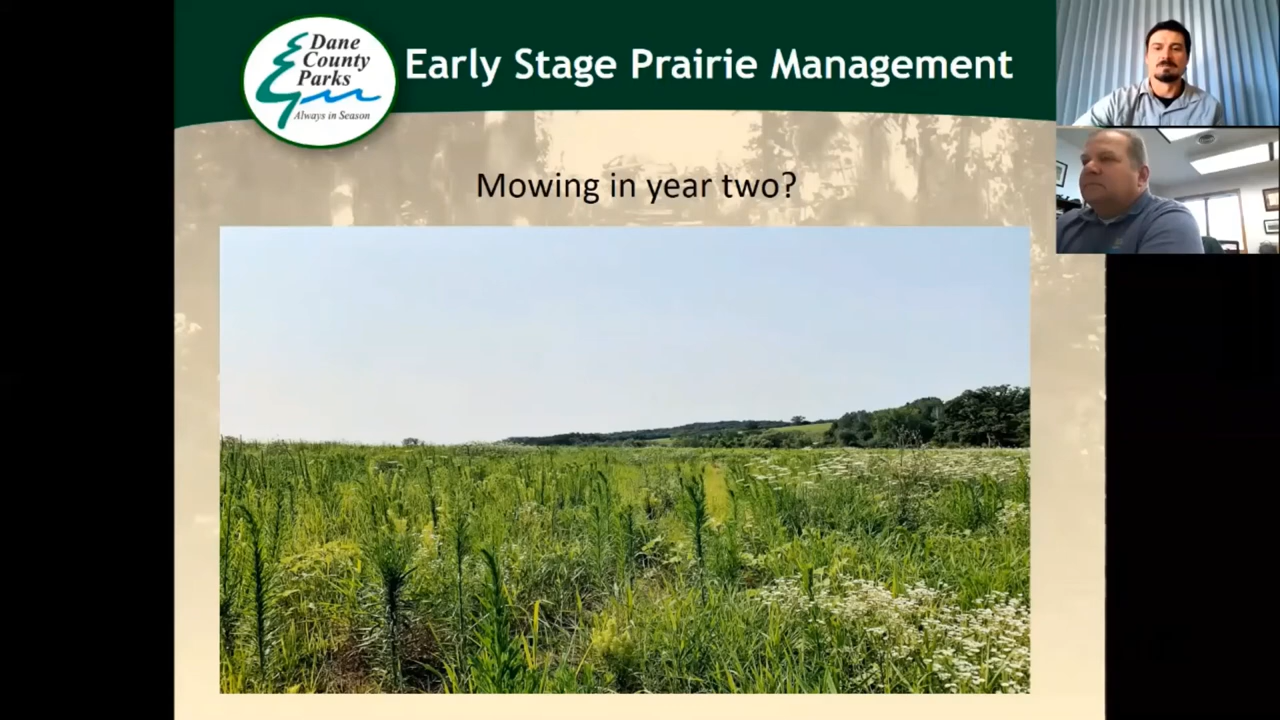 Dane
County
Parks
Always in Season
Early Stage Prairie Management
Mowing in year two?